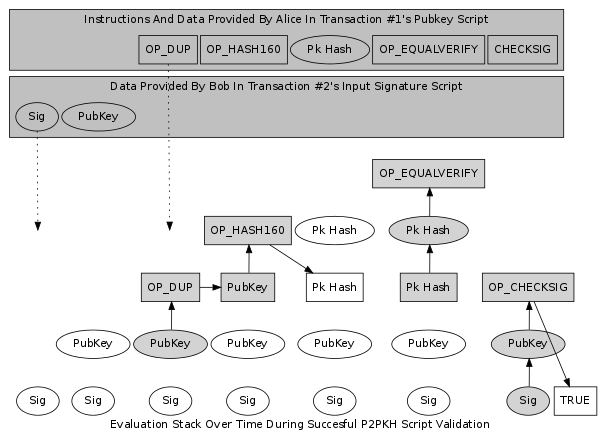 Instructions And Data Provided By Alice In Transaction #1's Pubkey Script
OP_DUP OP_HASH160 Pk Hash OP_EQUALVERIFY CHECKSIG
Data Provided By Bob In Transaction #2's Input Signature Script
Sig PubKey
OP_EQUALVERIFY
OP_HASH160 Pk Hash Pk Hash
OP_DUP PubKey Pk Hash Pk Hash OP_CHECKSIG
PubKey PubKey PubKey PubKey PubKey PubKey
Sig Sig Sig Sig Sig Sig Sig TRUE
Evaluation Stack Over Time During Succesful P2PKH Script Validation